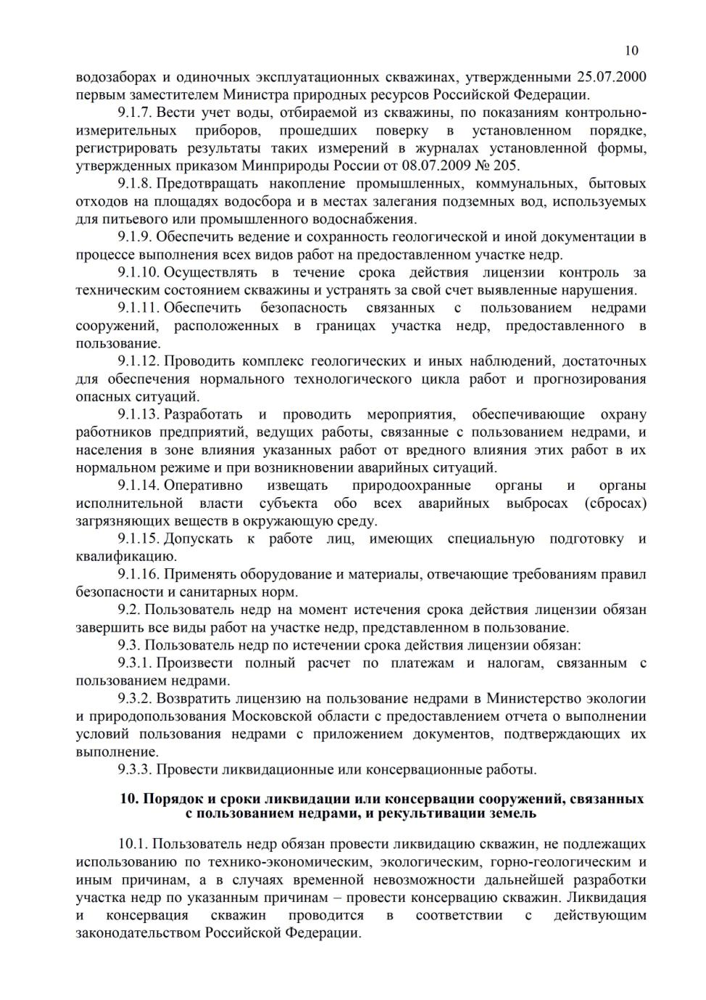 10
водозаборах и одиночных эксплуатационных скважинах, утвержденными 25.07.2000
первым заместителем Министра природных ресурсов Российской Федерации.
9.1.7. Вести учет воды, отбираемой из скважины, по показаниям контрольно-
измерительных приборов, прошедших поверку в установленном порядке,
регистрировать результаты таких измерений в журналах установленной формы,
утвержденных приказом Минприроды России от 08.07.2009 № 205.
9.1.8. Предотвращать накопление промышленных, коммунальных, бытовых
отходов на площадях водосбора и в местах залегания подземных вод, используемых
для питьевого или промышленного водоснабжения.
9.1.9. Обеспечить ведение и сохранность геологической и иной документации в
процессе выполнения всех видов работ на предоставленном участке недр.
9.1.10. Осуществлять в течение срока действия лицензии контроль за
техническим состоянием скважины и устранять за свой счет выявленные нарушения.
9.1.11. Обеспечить безопасность связанных с пользованием недрами
сооружений, расположенных в границах участка недр, предоставленного в
пользование.
9.1.12. Проводить комплекс геологических и иных наблюдений, достаточных
для обеспечения нормального технологического цикла работ и прогнозирования
опасных ситуаций.
9.1.13. Разработать и проводить мероприятия, обеспечивающие охрану
работников предприятий, ведущих работы, связанные с пользованием недрами, и
населения в зоне влияния указанных работ от вредного влияния этих работ в их
нормальном режиме и при возникновении аварийных ситуаций.
9.1.14. Оперативно извещать природоохранные органы и органы
исполнительной власти субъекта обо всех аварийных выбросах (сбросах)
загрязняющих веществ в окружающую среду.
9.1.15. Допускать к работе лиц, имеющих специальную подготовку и
квалификацию.
9.1.16. Применять оборудование и материалы, отвечающие требованиям правил
безопасности и санитарных норм.
9.2. Пользователь недр на момент истечения срока действия лицензии обязан
завершить все виды работ на участке недр, представленном в пользование.
9.3. Пользователь недр по истечении срока действия лицензии обязан:
9.3.1. Произвести полный расчет по платежам и налогам, связанным с
пользованием недрами.
9.3.2. Возвратить лицензию на пользование недрами в Министерство экологии
и природопользования Московской области с предоставлением отчета о выполнении
условий пользования недрами с приложением документов, подтверждающих их
выполнение.
9.3.3. Провести ликвидационные или консервационные работы.
10. Порядок и сроки ликвидации или консервации сооружений, связанных
с пользованием недрами, и рекультивации земель
10.1. Пользователь недр обязан провести ликвидацию скважин, не подлежащих
использованию по технико-экономическим, экологическим, горно-геологическим и
иным причинам, а в случаях временной невозможности дальнейшей разработки
участка недр по указанным причинам – провести консервацию скважин. Ликвидация
и консервация скважин проводится в соответствии с действующим
законодательством Российской Федерации.